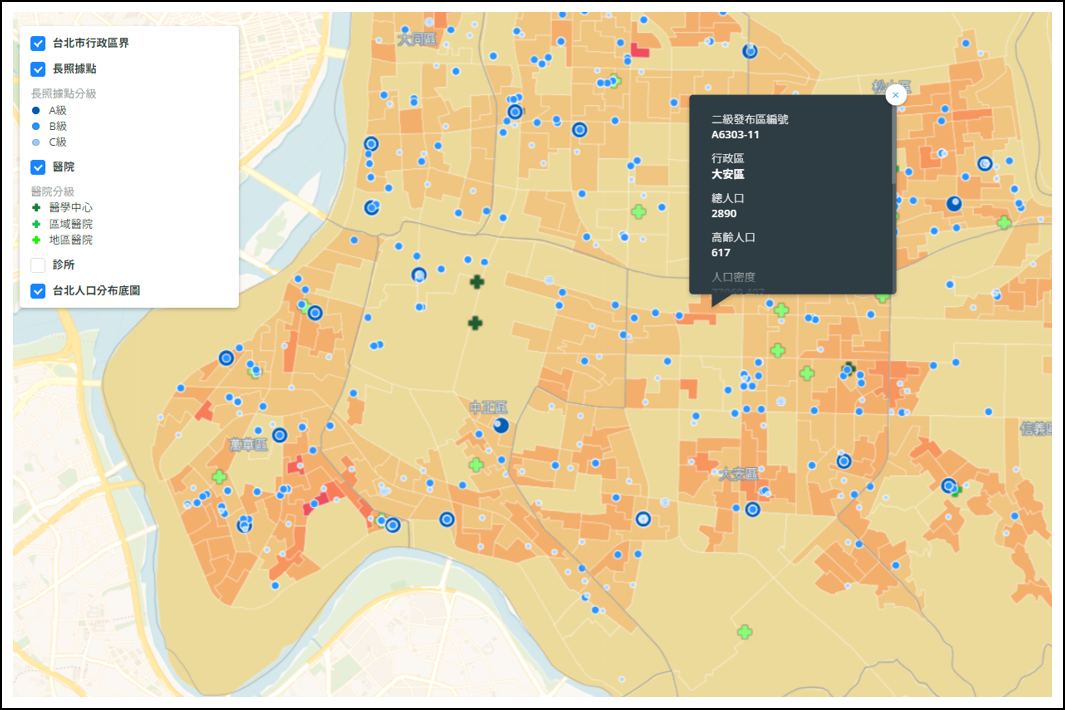 台北市行政區界
長照據點
長照據點分級
A級
B級
C級
醫院
醫院分級
醫學中心
區域醫院
地區醫院
診所
台北人口分布底圖
大同區
松山區
×
二級發布區編號
A6303-11
行政區
大安區
總人口
2890
高齡人口
617
人口密度
中正區
萬華區
大安區
信義區